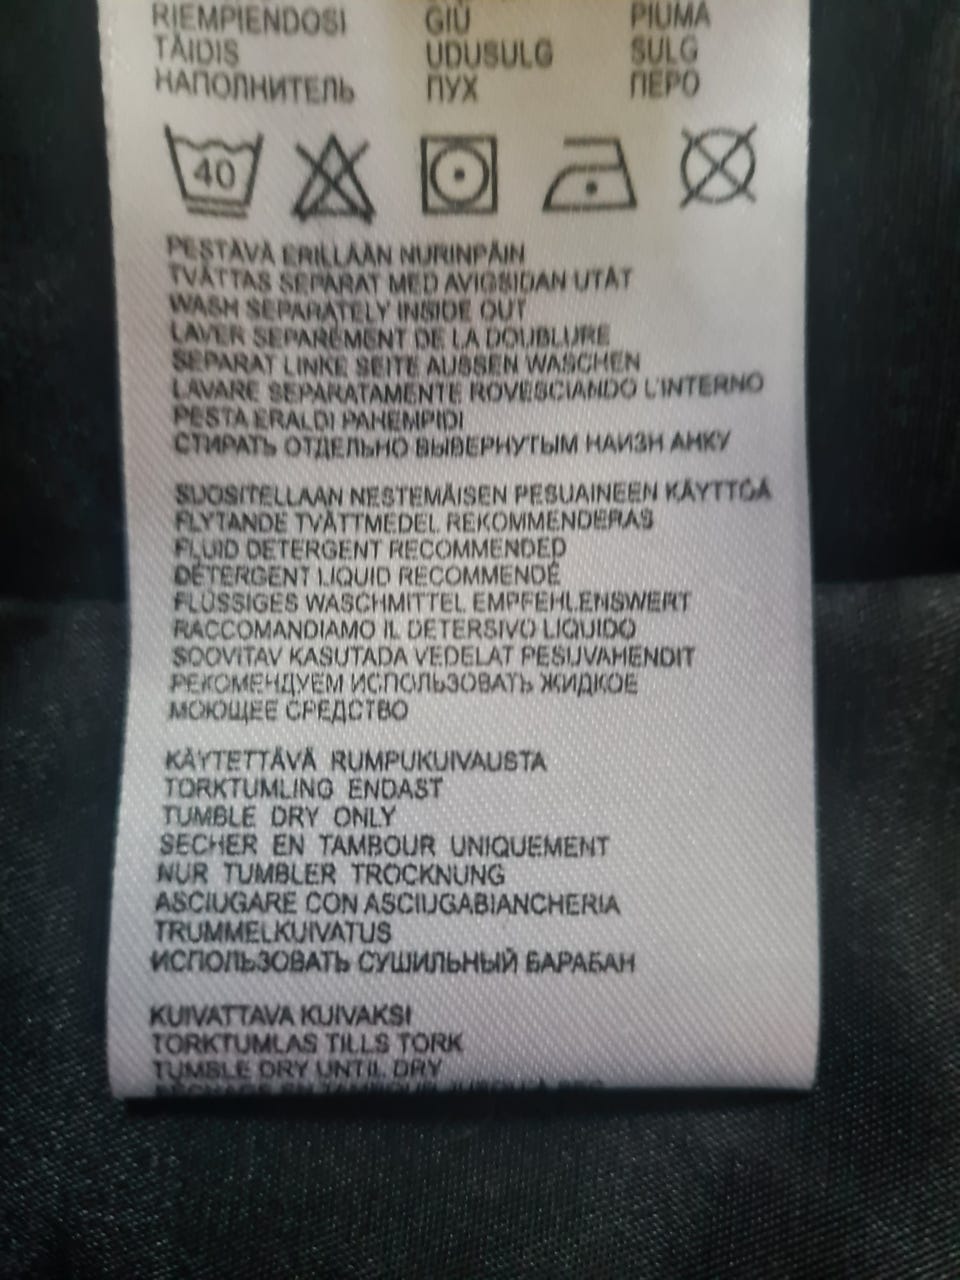 RIEMPIENDOSI GIÙ PIUMA
TÄIDIS UDUSULG SULG
НАПОЛНИТЕЛЬ ПУХ ПЕРО
40
PESTÄVÄ ERILLÄÄN NURINPÄIN
TVÄTTAS SEPARAT MED AVIGSIDAN UTÅT
WASH SEPARATELY INSIDE OUT
LAVER SEPARÉMENT DE LA DOUBLURE
SEPARAT LINKE SEITE AUSSEN WASCHEN
LAVARE SEPARATAMENTE ROVESCIANDO L'INTERNO
PESTA ERALDI PAHEMPIDI
СТИРАТЬ ОТДЕЛЬНО ВЫВЕРНУТЫМ НАИЗН АНКУ
SUOSITELLAAN NESTEMÄISEN PESUAINEEN KÄYTTÖÄ
FLYTANDE TVÄTTMEDEL REKOMMENDERAS
FLUID DETERGENT RECOMMENDED
DÉTERGENT LIQUID RECOMMENDÉ
FLÜSSIGES WASCHMITTEL EMPFEHLENSWERT
RACCOMANDIAMO IL DETERSIVO LIQUIDO
SOOVITAV KASUTADA VEDELAT PESUVAHENDIT
РЕКОМЕНДУЕМ ИСПОЛЬЗОВАТЬ ЖИДКОЕ
МОЮЩЕЕ СРЕДСТВО
KÄYTETTÄVÄ RUMPUKUIVAUSTA
TORKTUMLING ENDAST
TUMBLE DRY ONLY
SECHER EN TAMBOUR UNIQUEMENT
NUR TUMBLER TROCKNUNG
ASCIUGARE CON ASCIUGABIANCHERIA
TRUMMELKUIVATUS
ИСПОЛЬЗОВАТЬ СУШИЛЬНЫЙ БАРАБАН
KUIVATTAVA KUIVAKSI
TORKTUMLAS TILLS TORK
TUMBLE DRY UNTIL DRY